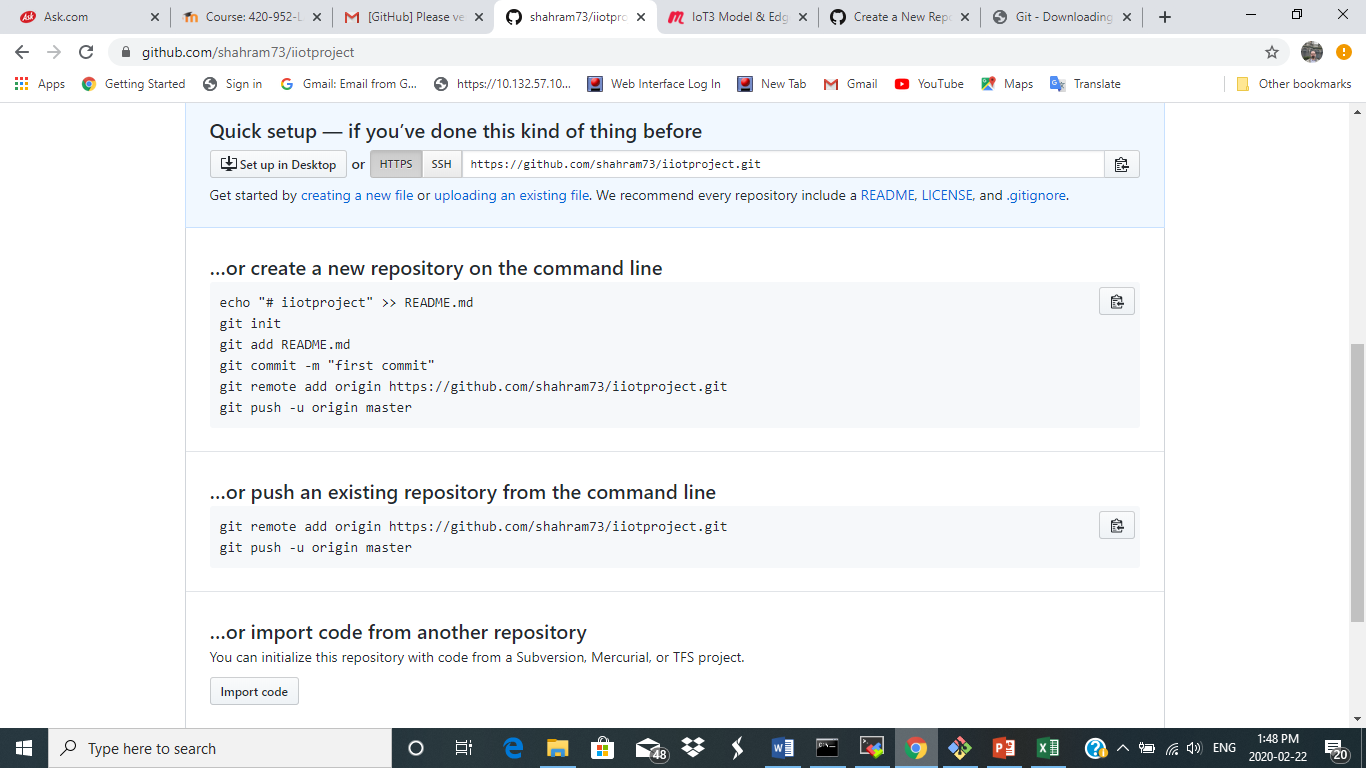 Ask.com
Course: 420-952-L
[GitHub] Please ve
shahram73/iiotpro
IoT3 Model & Edg
Create a New Repo
Git - Downloading
github.com/shahram73/iiotproject
Apps
Getting Started
Sign in
Gmail: Email from G...
https://10.132.57.10...
Web Interface Log In
New Tab
Gmail
YouTube
Maps
Translate
Other bookmarks
Quick setup — if you’ve done this kind of thing before
Set up in Desktop or HTTPS SSH https://github.com/shahram73/iiotproject.git
Get started by creating a new file or uploading an existing file. We recommend every repository include a README, LICENSE, and .gitignore.
…or create a new repository on the command line
echo "# iiotproject" >> README.md
git init
git add README.md
git commit -m "first commit"
git remote add origin https://github.com/shahram73/iiotproject.git
git push -u origin master
…or push an existing repository from the command line
git remote add origin https://github.com/shahram73/iiotproject.git
git push -u origin master
…or import code from another repository
You can initialize this repository with code from a Subversion, Mercurial, or TFS project.
Import code
Type here to search
48
ENG
1:48 PM
2020-02-22
20